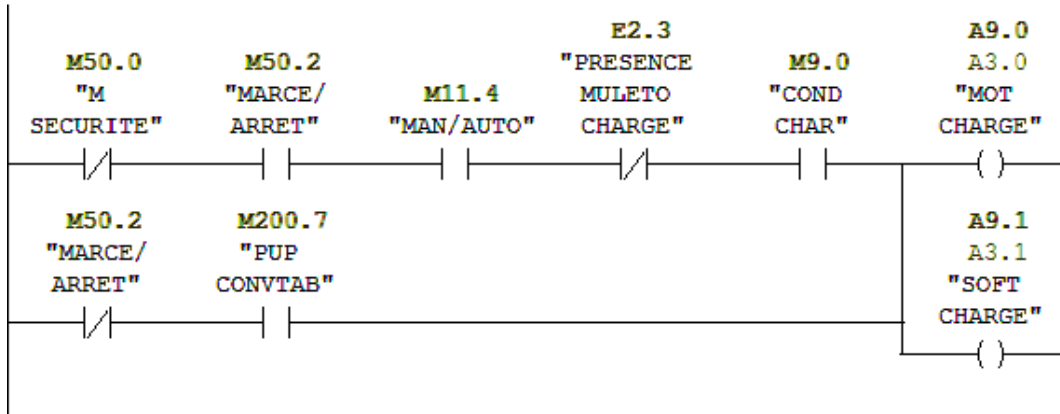 M50.0
"M
SECURITE"
M50.2
"MARCE/
ARRET"
M11.4
"MAN/AUTO"
E2.3
"PRESENCE
MULETO
CHARGE"
M9.0
"COND
CHAR"
A9.0
A3.0
"MOT
CHARGE"
M50.2
"MARCE/
ARRET"
M200.7
"PUP
CONVTAB"
A9.1
A3.1
"SOFT
CHARGE"